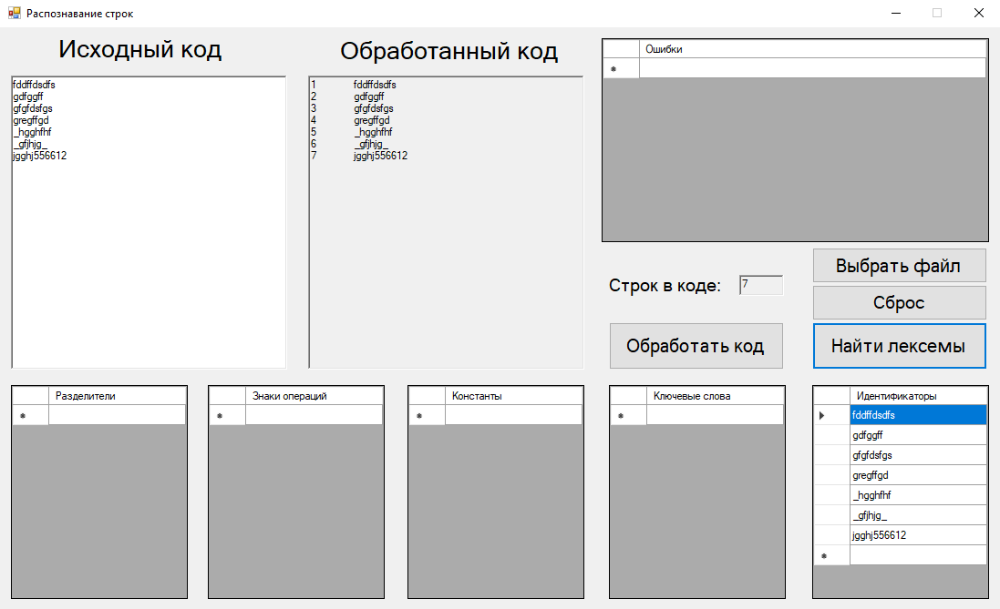 Распознавание строк
Исходный код
fddffdsdfs
gdfggff
gfgfdsfgs
gregffgd
_hgghfhf
_gfjhjg_
jgghj556612
Обработанный код
1 fddffdsdfs
2 gdfggff
3 gfgfdsfgs
4 gregffgd
5 _hgghfhf
6 _gfjhjg_
7 jgghj556612
Ошибки
Строк в коде: 7
Выбрать файл
Сброс
Обработать код
Найти лексемы
Разделители
Знаки операций
Константы
Ключевые слова
Идентификаторы
fddffdsdfs
gdfggff
gfgfdsfgs
gregffgd
_hgghfhf
_gfjhjg_
jgghj556612